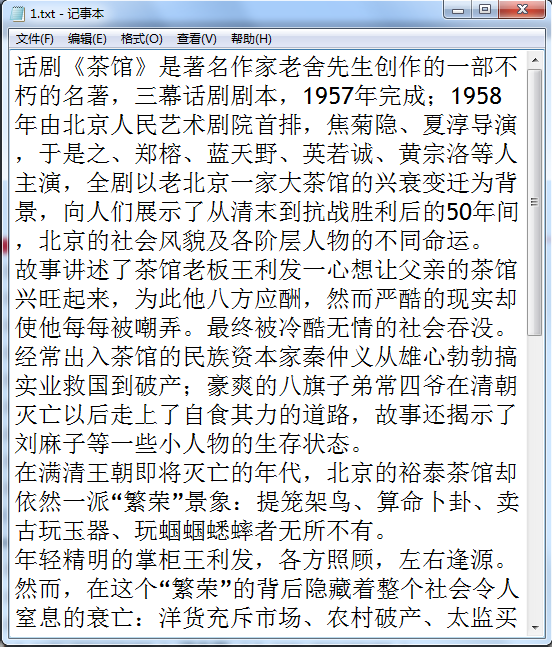 1.txt - 记事本
文件(F) 编辑(E) 格式(O) 查看(V) 帮助(H)
话剧《茶馆》是著名作家老舍先生创作的一部不
朽的名著，三幕话剧剧本，1957年完成；1958
年由北京人民艺术剧院首排，焦菊隐、夏淳导演
，于是之、郑榕、蓝天野、英若诚、黄宗洛等人
主演，全剧以老北京一家大茶馆的兴衰变迁为背
景，向人们展示了从清末到抗战胜利后的50年间
，北京的社会风貌及各阶层人物的不同命运。
故事讲述了茶馆老板王利发一心想让父亲的茶馆
兴旺起来，为此他八方应酬，然而严酷的现实却
使他每每被嘲弄。最终被冷酷无情的社会吞没。
经常出入茶馆的民族资本家秦仲义从雄心勃勃搞
实业救国到破产；豪爽的八旗子弟常四爷在清朝
灭亡以后走上了自食其力的道路，故事还揭示了
刘麻子等一些小人物的生存状态。
在满清王朝即将灭亡的年代，北京的裕泰茶馆却
依然一派“繁荣”景象：提笼架鸟、算命卜卦、卖
古玩玉器、玩蝈蝈蟋蟀者无所不有。
年轻精明的掌柜王利发，各方照顾，左右逢源。
然而，在这个“繁荣”的背后隐藏着整个社会令人
窒息的衰亡：洋货充斥市场、农村破产、太监买